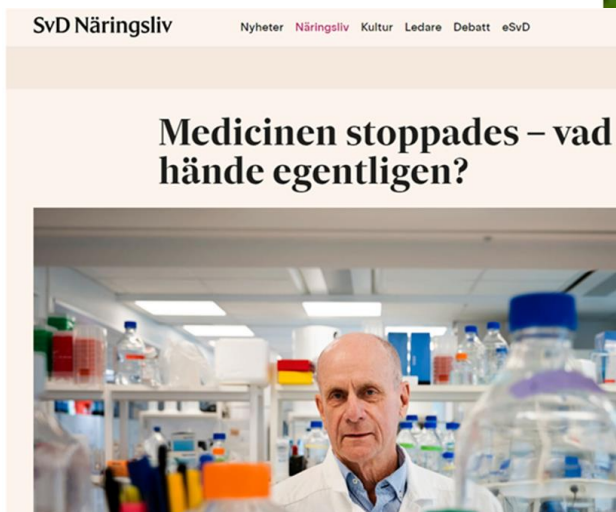 SvD Näringsliv
Nyheter Näringsliv Kultur Ledare Debatt eSvD
Medicinen stoppades – vad
hände egentligen?